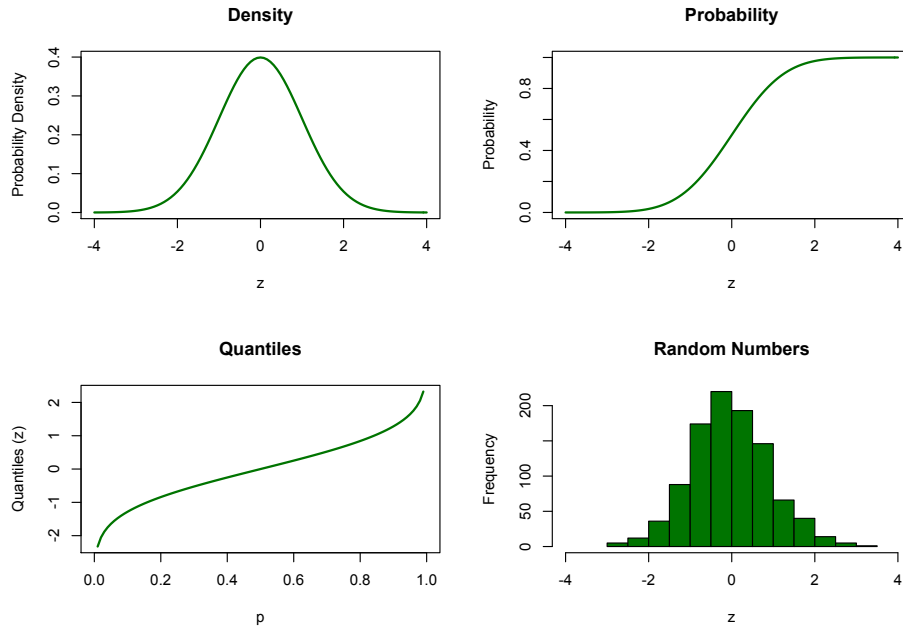 Density
Probability Density
0.0 0.1 0.2 0.3 0.4
-4 -2 0 2 4
z
Probability
Probability
0.0 0.4 0.8
-4 -2 0 2 4
z
Quantiles
Quantiles (z)
-2 -1 0 1 2
0.0 0.2 0.4 0.6 0.8 1.0
p
Random Numbers
Frequency
0 50 100 200
-4 -2 0 2 4
z